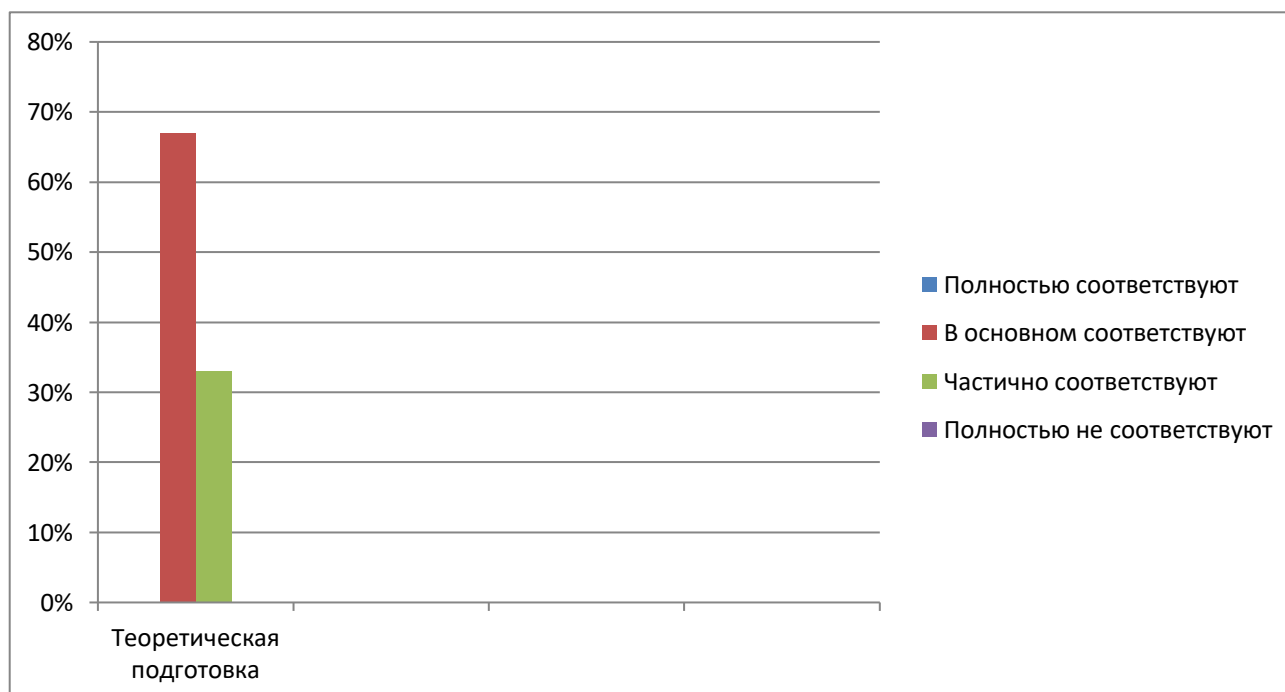 80%
70%
60%
50%
40%
30%
20%
10%
0%
Теоретическая
подготовка
Полностью соответствуют
В основном соответствуют
Частично соответствуют
Полностью не соответствуют